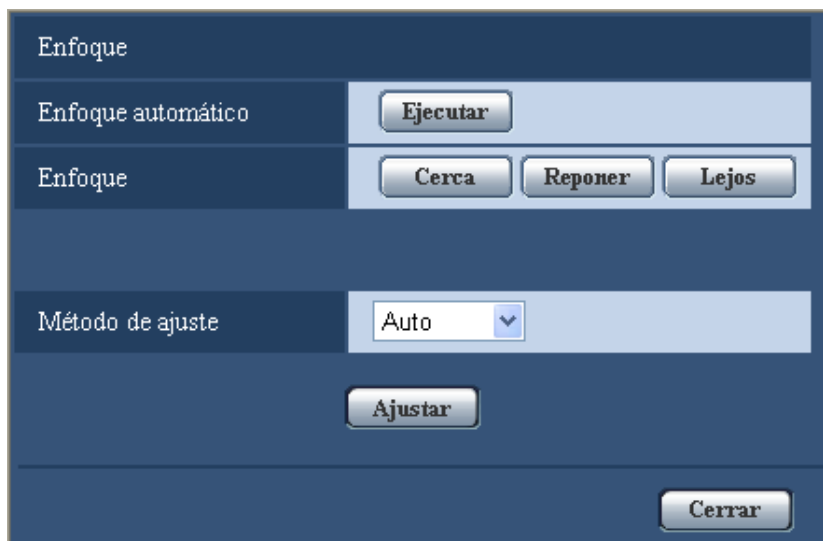 Enfoque
Enfoque automático Ejecutar
Enfoque Cerca Reponer Lejos
Método de ajuste Auto
Ajustar
Cerrar